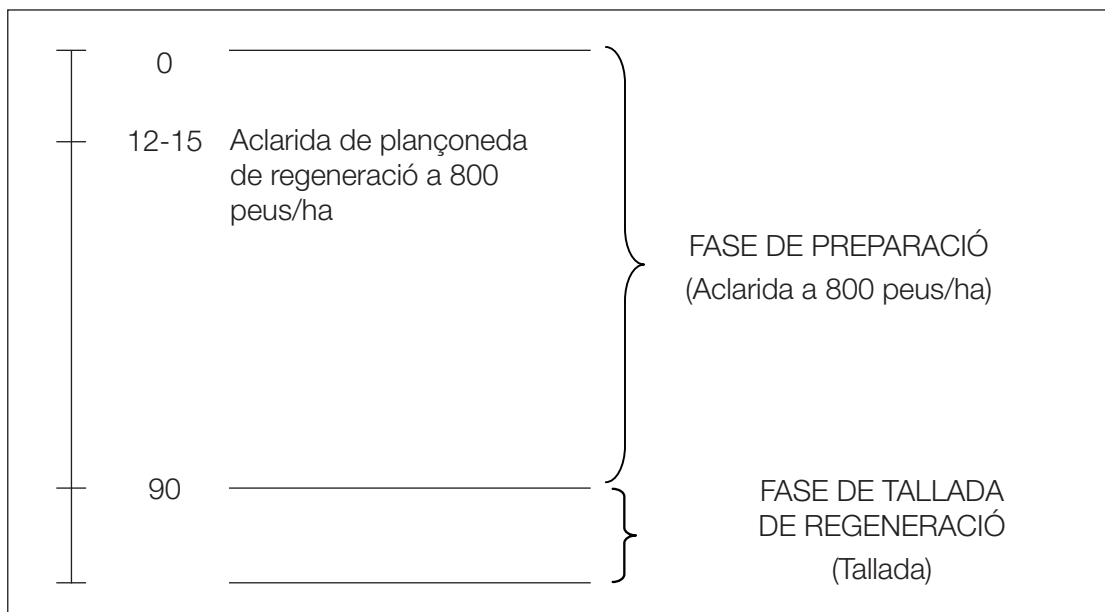 0
12-15 Aclarida de plançoneda
de regeneració a 800
peus/ha
FASE DE PREPARACIÓ
(Aclarida a 800 peus/ha)
90
FASE DE TALLADA
DE REGENERACIÓ
(Tallada)